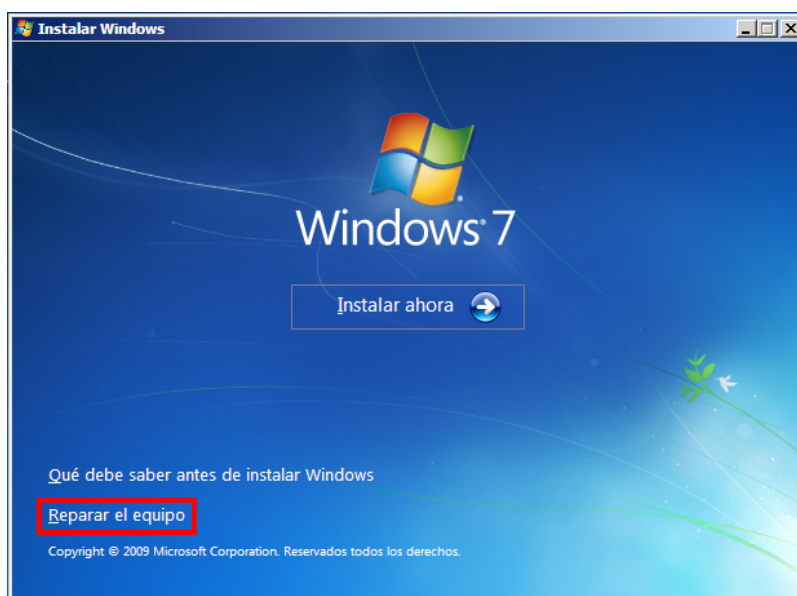 Instalar Windows
Windows® 7
Instalar ahora
Qué debe saber antes de instalar Windows
Reparar el equipo
Copyright © 2009 Microsoft Corporation. Reservados todos los derechos.